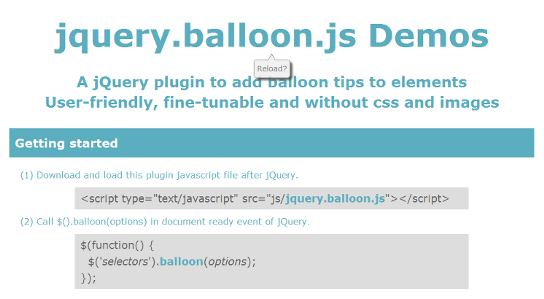 jquery.balloon.js Demos
Reload?
A jQuery plugin to add balloon tips to elements
User-friendly, fine-tunable and without css and images
Getting started
(1) Download and load this plugin javascript file after jQuery.
<script type="text/javascript" src="js/jquery.balloon.js"></script>
(2) Call $().balloon(options) in document ready event of jQuery.
$(function() {
$('selectors').balloon(options);
});